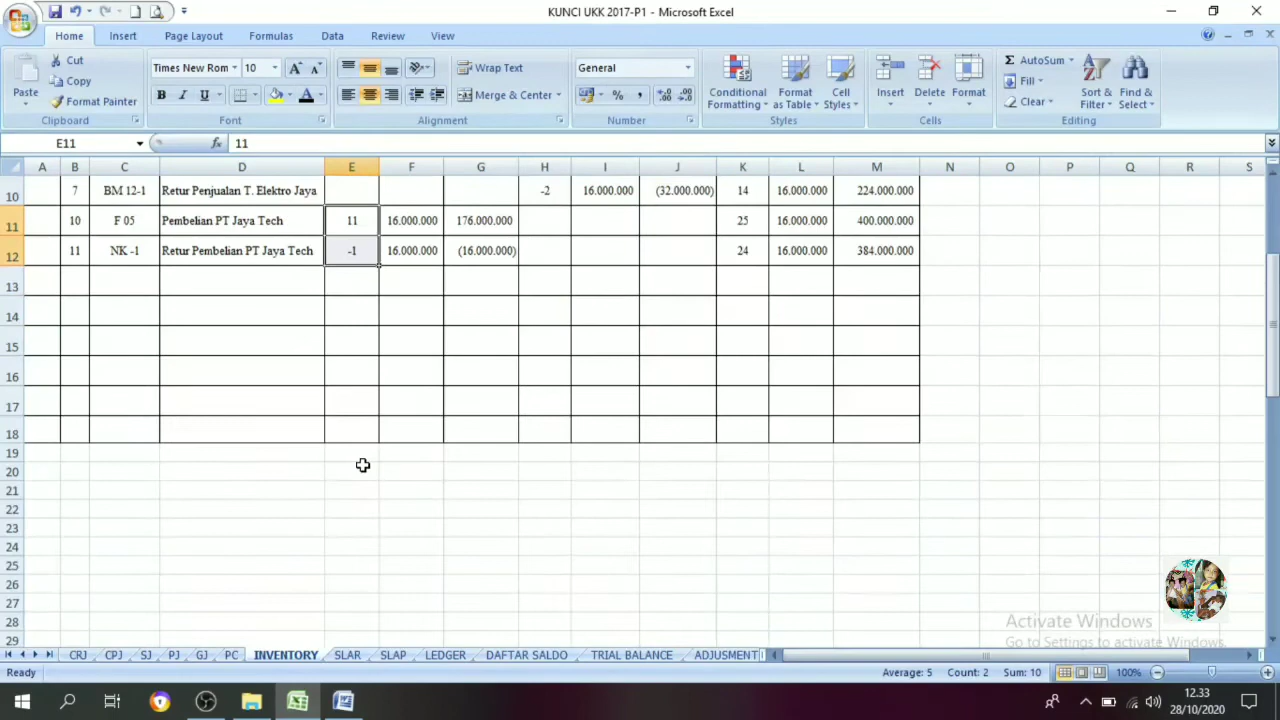 KUNCI UKK 2017-P1 - Microsoft Excel
Home Insert Page Layout Formulas Data Review View
Paste
Cut
Copy
Format Painter
Clipboard
Times New Rom 10
B I U A
Font
Wrap Text
Merge & Center
Alignment
General
% ,
Number
Conditional Formatting
Format as Table
Cell Styles
Styles
Insert Delete Format
Cells
Σ AutoSum
Fill
Clear
Sort & Filter
Find & Select
Editing
E11 fx 11
A B C D E F G H I J K L M N O P Q R S
10 7 BM 12-1 Retur Penjualan T. Elektro Jaya -2 16.000.000 (32.000.000) 14 16.000.000 224.000.000
11 10 F 05 Pembelian PT Jaya Tech 11 16.000.000 176.000.000 25 16.000.000 400.000.000
12 11 NK -1 Retur Pembelian PT Jaya Tech -1 16.000.000 (16.000.000) 24 16.000.000 384.000.000
13
14
15
16
17
18
19
20
21
22
23
24
25
26
27
28
29
Activate Windows
Go to Settings to activate Windows.
CRJ CPJ SJ PJ GJ PC INVENTORY SLAR SLAP LEDGER DAFTAR SALDO TRIAL BALANCE ADJUSMENT
Ready Average: 5 Count: 2 Sum: 10 100%
12.33
28/10/2020